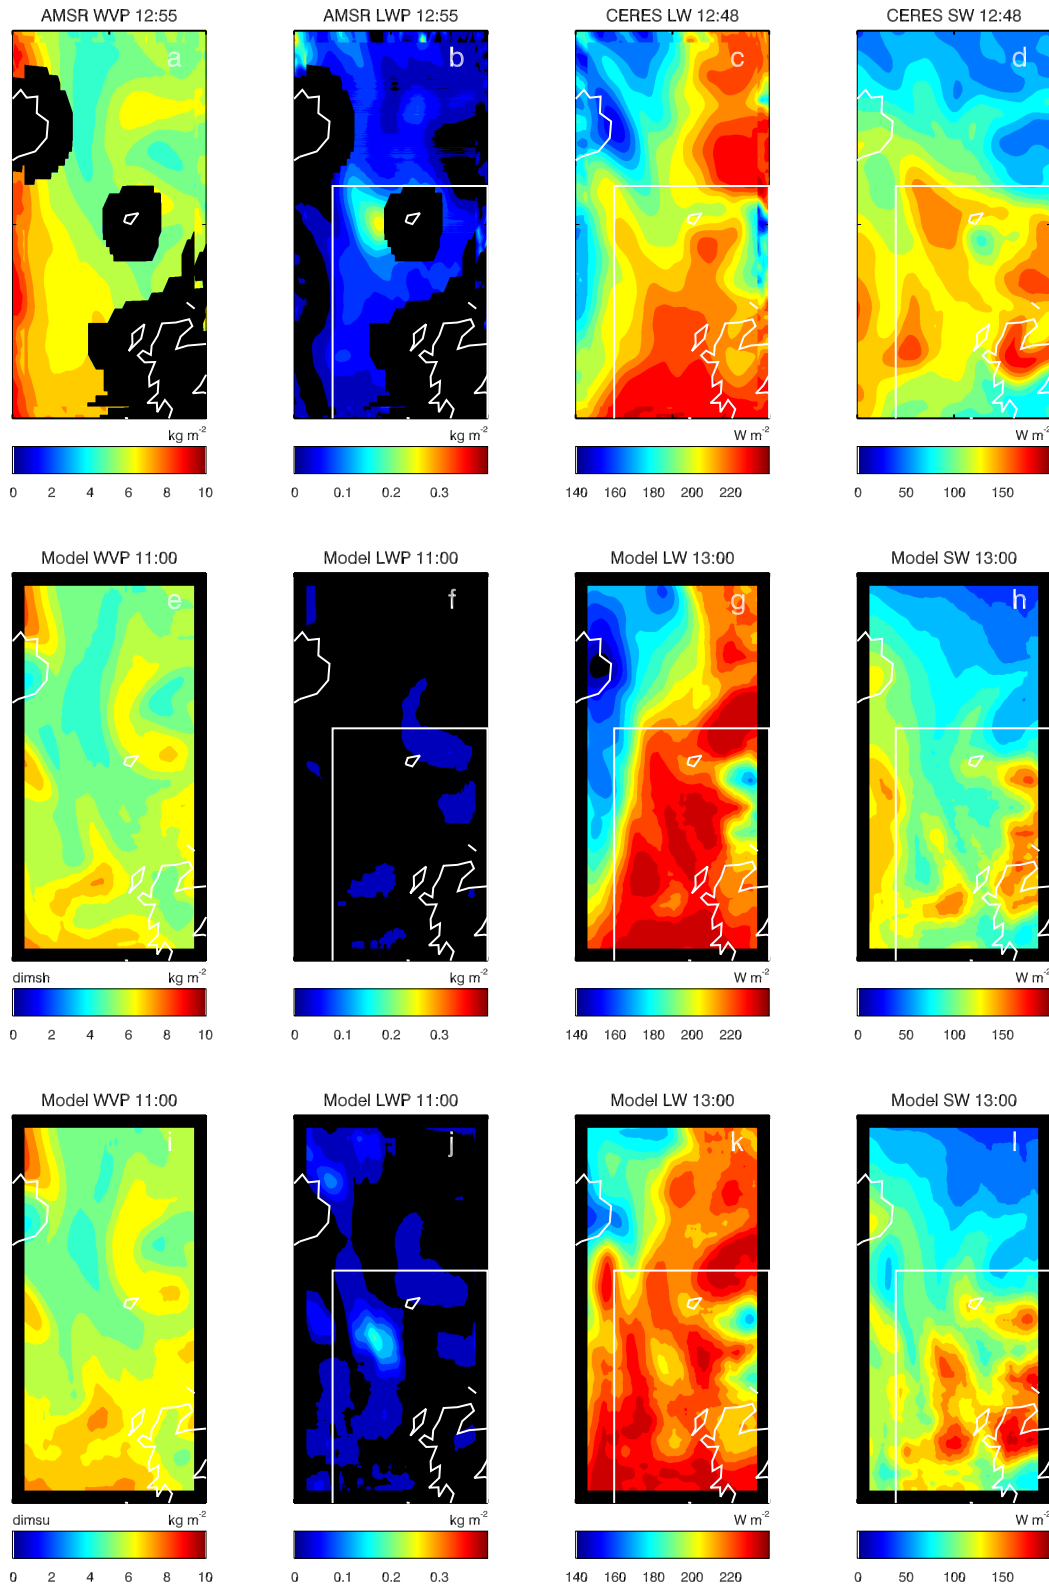 AMSR WVP 12:55 AMSR LWP 12:55 CERES LW 12:48 CERES SW 12:48
a b c d
kg m-2 kg m-2 W m-2 W m-2
0 2 4 6 8 10 0 0.1 0.2 0.3 140 160 180 200 220 0 50 100 150
Model WVP 11:00 Model LWP 11:00 Model LW 13:00 Model SW 13:00
e f g h
dimsh kg m-2 kg m-2 W m-2 W m-2
0 2 4 6 8 10 0 0.1 0.2 0.3 140 160 180 200 220 0 50 100 150
Model WVP 11:00 Model LWP 11:00 Model LW 13:00 Model SW 13:00
i j k l
dimsu kg m-2 kg m-2 W m-2 W m-2
0 2 4 6 8 10 0 0.1 0.2 0.3 140 160 180 200 220 0 50 100 150